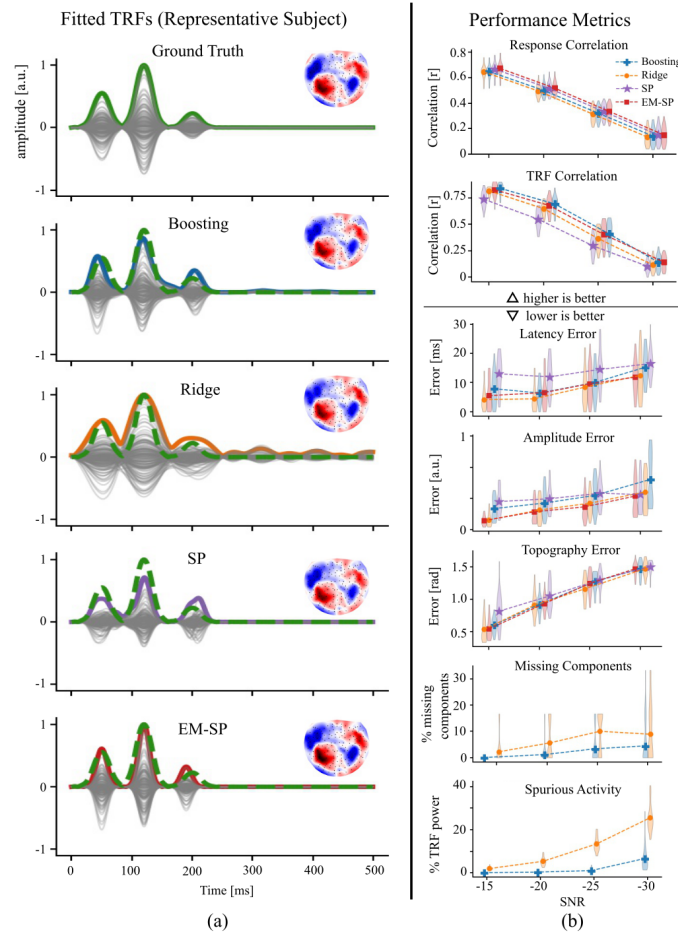 Fitted TRFs (Representative Subject)
Ground Truth
amplitude [a.u.]
1
0
-1
Boosting
1
0
-1
Ridge
1
0
-1
SP
1
0
-1
EM-SP
1
0
-1
0 100 200 300 400 500
Time [ms]
(a)
Performance Metrics
Response Correlation
Correlation [r]
0.8
0.6
0.4
0.2
0
Boosting
Ridge
SP
EM-SP
TRF Correlation
Correlation [r]
0.75
0.5
0.25
0
higher is better
lower is better
Latency Error
Error [ms]
30
20
10
0
Amplitude Error
Error [a.u.]
1
0
Topography Error
Error [rad]
1.5
1.0
0.5
Missing Components
% missing
components
30
20
10
0
Spurious Activity
% TRF power
40
20
0
-15 -20 -25 -30
SNR
(b)